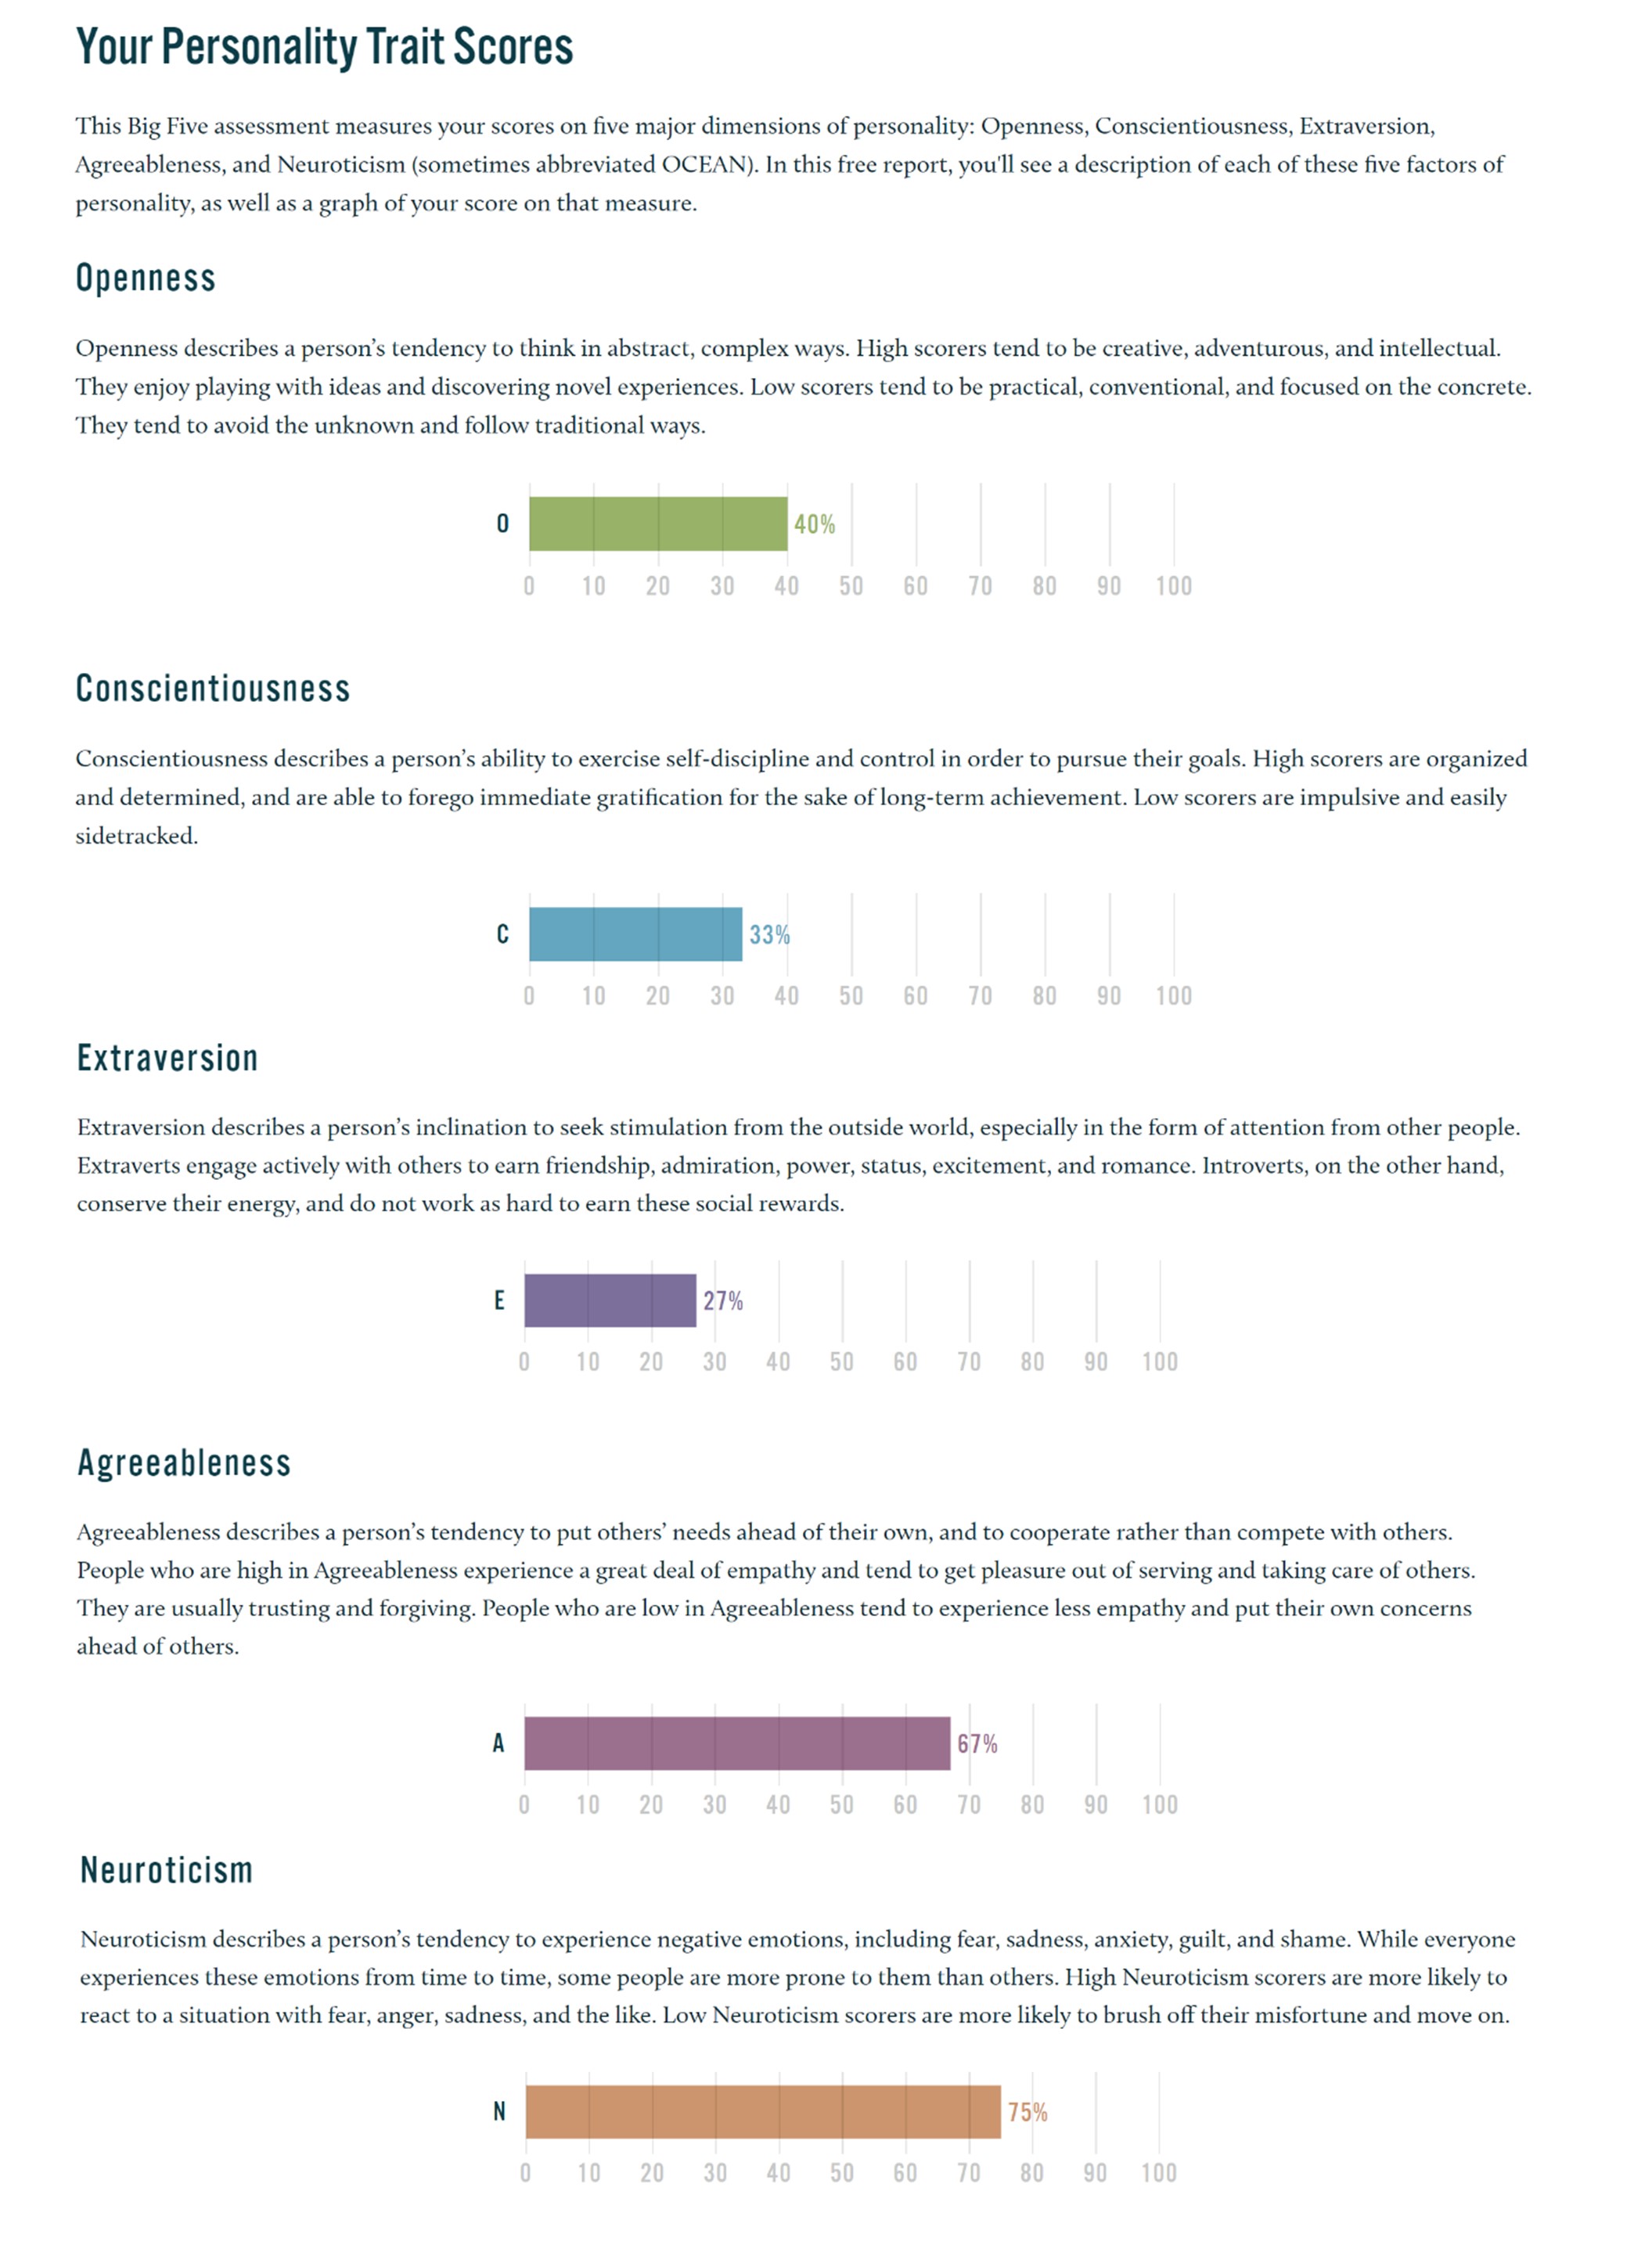 Your Personality Trait Scores
This Big Five assessment measures your scores on five major dimensions of personality: Openness, Conscientiousness, Extraversion,
Agreeableness, and Neuroticism (sometimes abbreviated OCEAN). In this free report, you'll see a description of each of these five factors of
personality, as well as a graph of your score on that measure.
Openness
Openness describes a person’s tendency to think in abstract, complex ways. High scorers tend to be creative, adventurous, and intellectual.
They enjoy playing with ideas and discovering novel experiences. Low scorers tend to be practical, conventional, and focused on the concrete.
They tend to avoid the unknown and follow traditional ways.
O 40%
0 10 20 30 40 50 60 70 80 90 100
Conscientiousness
Conscientiousness describes a person’s ability to exercise self-discipline and control in order to pursue their goals. High scorers are organized
and determined, and are able to forego immediate gratification for the sake of long-term achievement. Low scorers are impulsive and easily
sidetracked.
C 33%
0 10 20 30 40 50 60 70 80 90 100
Extraversion
Extraversion describes a person’s inclination to seek stimulation from the outside world, especially in the form of attention from other people.
Extraverts engage actively with others to earn friendship, admiration, power, status, excitement, and romance. Introverts, on the other hand,
conserve their energy, and do not work as hard to earn these social rewards.
E 27%
0 10 20 30 40 50 60 70 80 90 100
Agreeableness
Agreeableness describes a person’s tendency to put others’ needs ahead of their own, and to cooperate rather than compete with others.
People who are high in Agreeableness experience a great deal of empathy and tend to get pleasure out of serving and taking care of others.
They are usually trusting and forgiving. People who are low in Agreeableness tend to experience less empathy and put their own concerns
ahead of others.
A 67%
0 10 20 30 40 50 60 70 80 90 100
Neuroticism
Neuroticism describes a person’s tendency to experience negative emotions, including fear, sadness, anxiety, guilt, and shame. While everyone
experiences these emotions from time to time, some people are more prone to them than others. High Neuroticism scorers are more likely to
react to a situation with fear, anger, sadness, and the like. Low Neuroticism scorers are more likely to brush off their misfortune and move on.
N 75%
0 10 20 30 40 50 60 70 80 90 100